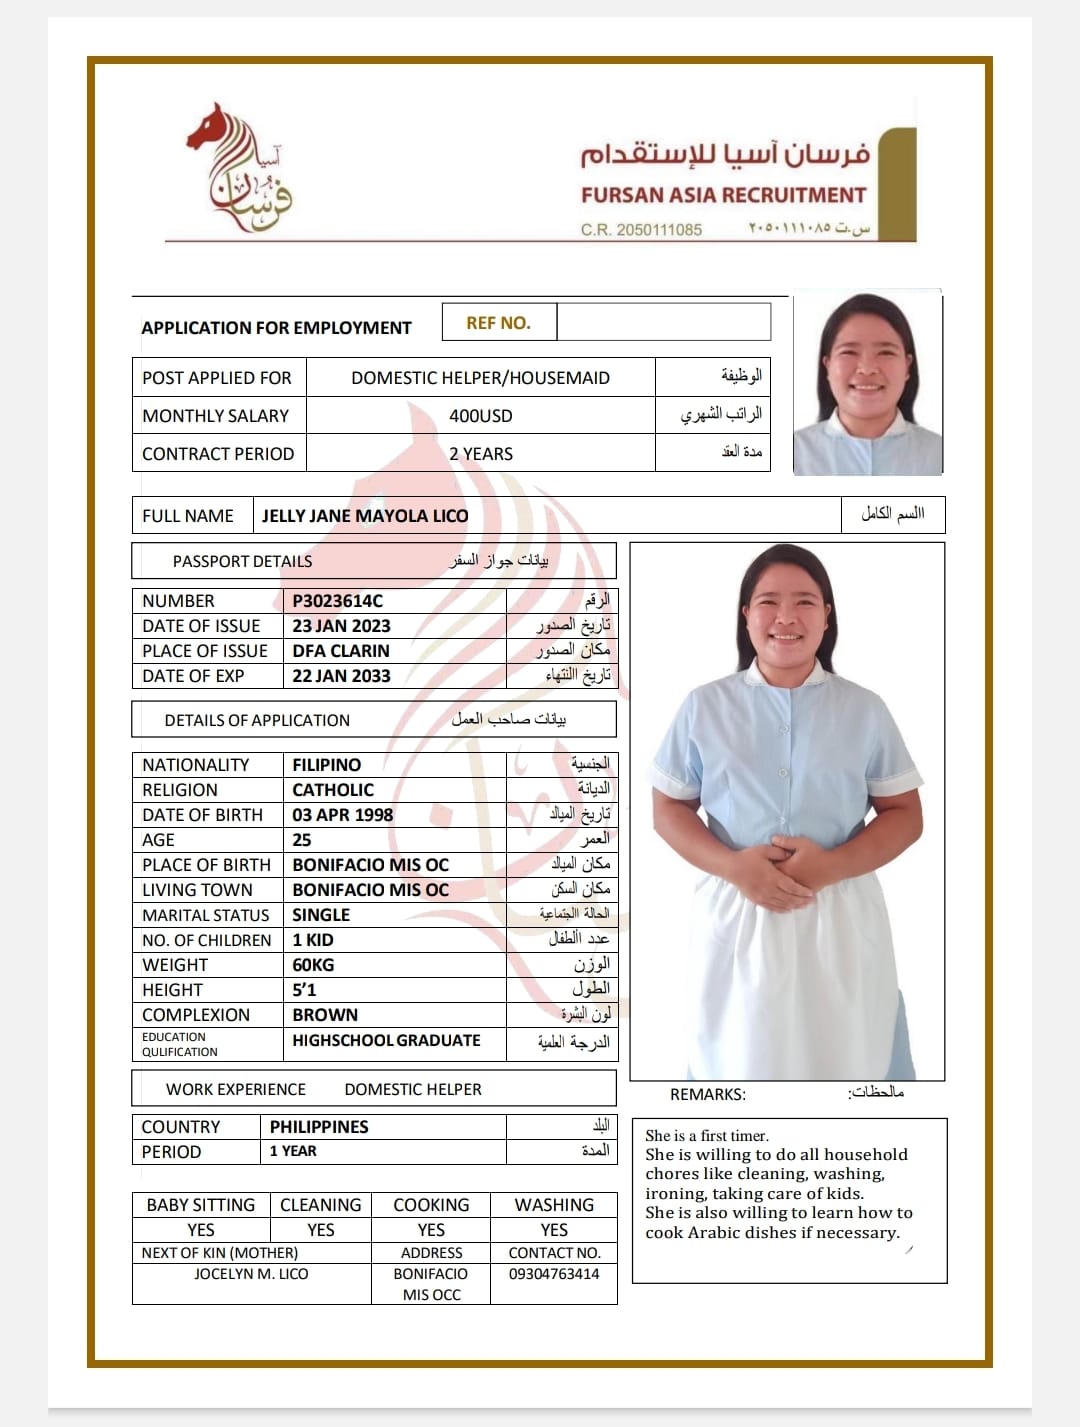 آسيا
فرسان
فرسان آسيا للإستقدام
FURSAN ASIA RECRUITMENT
C.R. 2050111085 س.ت ٢٠٥٠١١١٠٨٥
APPLICATION FOR EMPLOYMENT REF NO.
POST APPLIED FOR DOMESTIC HELPER/HOUSEMAID الوظيفة
MONTHLY SALARY 400USD الراتب الشهري
CONTRACT PERIOD 2 YEARS مدة العقد
FULL NAME JELLY JANE MAYOLA LICO االسم الكامل
PASSPORT DETAILS بيانات جواز السفر
NUMBER P3023614C الرقم
DATE OF ISSUE 23 JAN 2023 تاريخ الصدور
PLACE OF ISSUE DFA CLARIN مكان الصدور
DATE OF EXP 22 JAN 2033 تاريخ االنتهاء
DETAILS OF APPLICATION بيانات صاحب العمل
NATIONALITY FILIPINO الجنسية
RELIGION CATHOLIC الديانة
DATE OF BIRTH 03 APR 1998 تاريخ الميالد
AGE 25 العمر
PLACE OF BIRTH BONIFACIO MIS OC مكان الميالد
LIVING TOWN BONIFACIO MIS OC مكان السكن
MARITAL STATUS SINGLE الحالة االجتماعية
NO. OF CHILDREN 1 KID عدد األطفال
WEIGHT 60KG الوزن
HEIGHT 5’1 الطول
COMPLEXION BROWN لون البشرة
EDUCATION QULIFICATION HIGHSCHOOL GRADUATE الدرجة العلمية
WORK EXPERIENCE DOMESTIC HELPER
COUNTRY PHILIPPINES البلد
PERIOD 1 YEAR المدة
BABY SITTING CLEANING COOKING WASHING
YES YES YES YES
NEXT OF KIN (MOTHER) ADDRESS CONTACT NO.
JOCELYN M. LICO BONIFACIO MIS OCC 09304763414
REMARKS: مالحظات:
She is a first timer.
She is willing to do all household
chores like cleaning, washing,
ironing, taking care of kids.
She is also willing to learn how to
cook Arabic dishes if necessary.